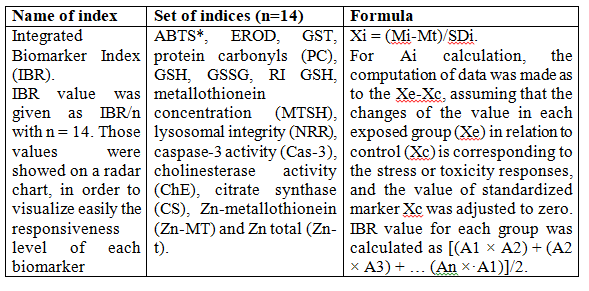 Name of index
Set of indices (n=14)
Formula
Integrated
Biomarker Index
(IBR).
IBR value was
given as IBR/n
with n = 14. Those
values were
showed on a radar
chart, in order to
visualize easily the
responsiveness
level of each
biomarker
ABTS*, EROD, GST,
protein carbonyls (PC),
GSH, GSSG, RI GSH,
metallothionein
concentration (MTSH),
lysosomal integrity (NRR),
caspase-3 activity (Cas-3),
cholinesterase activity
(ChE), citrate synthase
(CS), Zn-metallothionein
(Zn-MT) and Zn total (Zn-
t).
Xi = (Mi-Mt)/SDi.
For Ai calculation, the
computation of data was made as
to the Xe-Xc, assuming that the
changes of the value in each
exposed group (Xe) in relation to
control (Xc) is corresponding to
the stress or toxicity responses,
and the value of standardized
marker Xc was adjusted to zero.
IBR value for each group was
calculated as [(A1 × A2) + (A2
× A3) + … (An ×·A1)]/2.